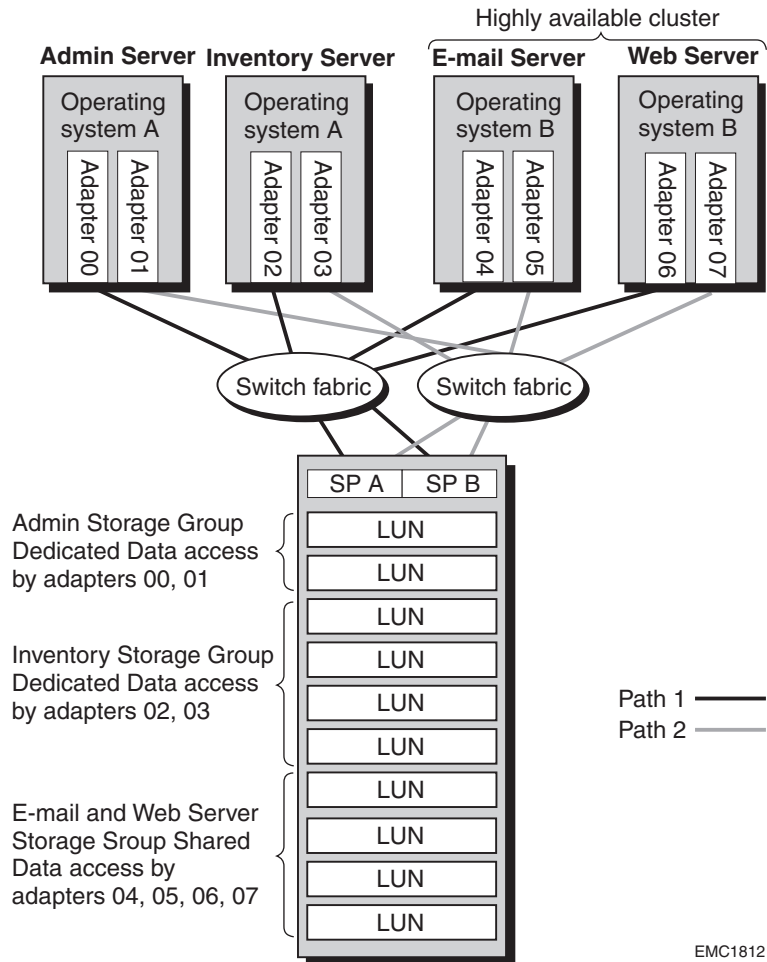 Highly available cluster
Admin Server
Inventory Server
E-mail Server
Web Server
Operating
system A
Adapter 00
Adapter 01
Operating
system A
Adapter 02
Adapter 03
Operating
system B
Adapter 04
Adapter 05
Operating
system B
Adapter 06
Adapter 07
Switch fabric
Switch fabric
SP A
SP B
Admin Storage Group
Dedicated Data access
by adapters 00, 01
LUN
LUN
Inventory Storage Group
Dedicated Data access
by adapters 02, 03
LUN
LUN
LUN
LUN
E-mail and Web Server
Storage Sroup Shared
Data access by
adapters 04, 05, 06, 07
LUN
LUN
LUN
LUN
Path 1
Path 2
EMC1812